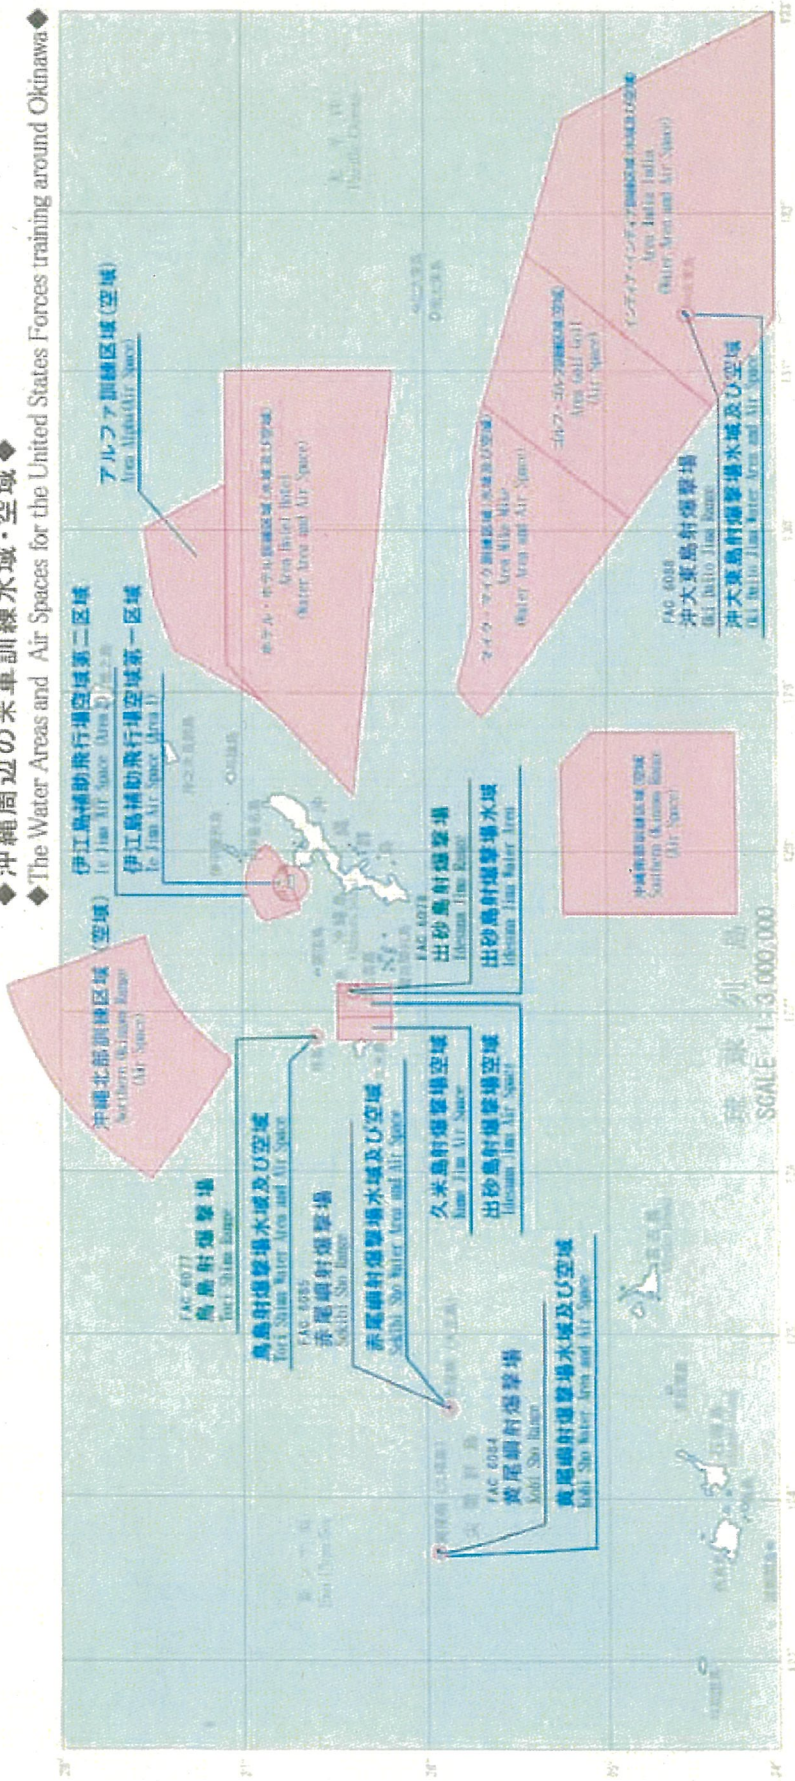 ◆沖縄周辺の米軍訓練水域・空域◆
◆The Water Areas and Air Spaces for the United States Forces training around Okinawa◆
沖縄北部訓練区域(空域)
Northern Okinawa Range
(Air Space)
伊江島補助飛行場空域第二区域
Ie Jima Air Space (Area 2)
伊江島補助飛行場空域第一区域
Ie Jima Air Space (Area 1)
アルファ訓練区域(空域)
Area Alpha(Air Space)
ホテル・ホテル訓練区域(水域及び空域)
Area Hotel Hotel
(Water Area and Air Space)
太平洋
Pacific Ocean
FAC 6077
鳥島射爆撃場
Tori Shima Range
鳥島射爆撃場水域及び空域
Tori Shima Water Area and Air Space
FAC 6085
赤尾嶼射爆撃場
Sekibi Sho Range
赤尾嶼射爆撃場水域及び空域
Sekibi Sho Water Area and Air Space
FAC 6084
黄尾嶼射爆撃場
Kobi Sho Range
黄尾嶼射爆撃場水域及び空域
Kobi Sho Water Area and Air Space
久米島射爆撃場空域
Kume Jima Air Space
出砂島射爆撃場空域
Idesuna Jima Air Space
FAC 6078
出砂島射爆撃場
Idesuna Jima Range
出砂島射爆撃場水域
Idesuna Jima Water Area
マイク・マイク訓練区域(水域及び空域)
Area Mike Mike
(Water Area and Air Space)
ゴルフ・ゴルフ訓練区域(空域)
Area Golf Golf
(Air Space)
インディア・インディア訓練区域(水域及び空域)
Area India India
(Water Area and Air Space)
沖縄南部訓練区域(空域)
Southern Okinawa Range
(Air Space)
FAC 6088
沖大東島射爆撃場
Oki Daito Jima Range
沖大東島射爆撃場水域及び空域
Oki Daito Jima Water Area and Air Space
琉球列島
SCALE 1:3,000,000